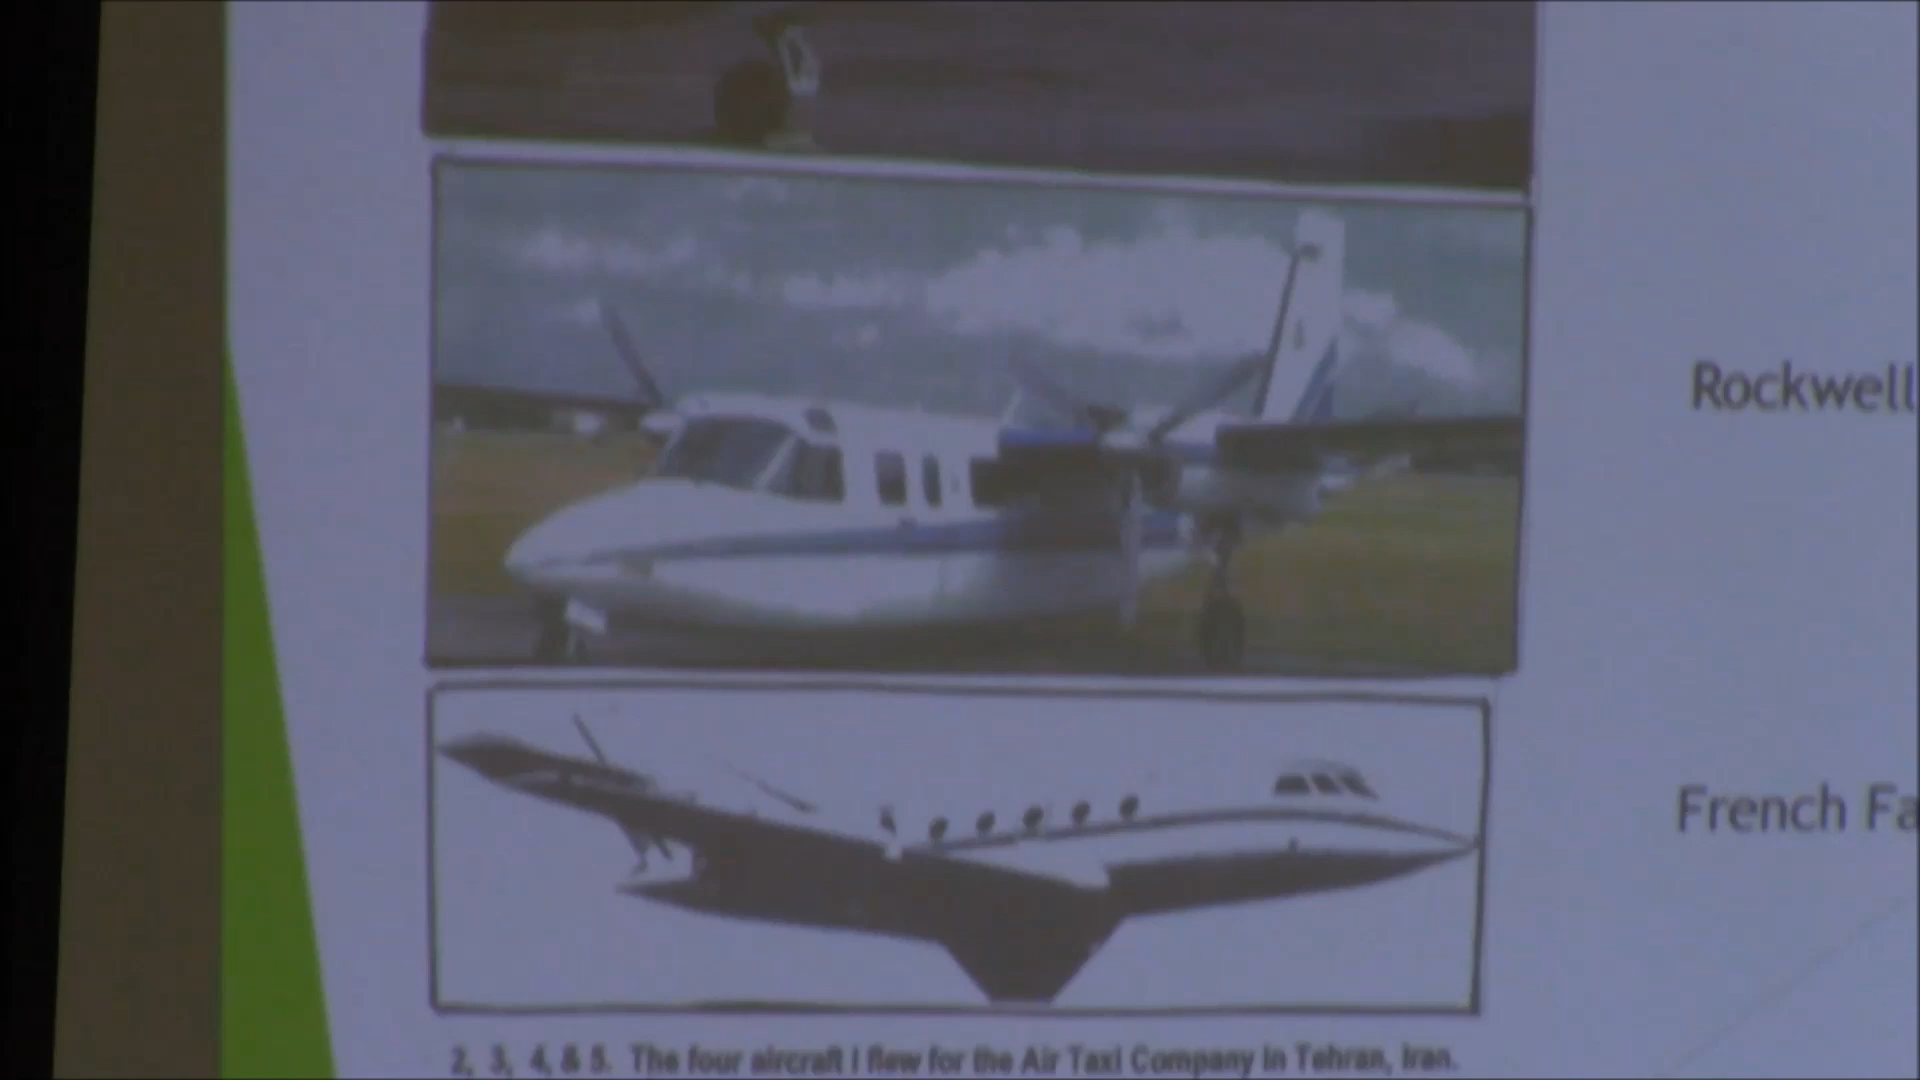 Rockwell
French Fa
2, 3, 4, & 5. The four aircraft I flew for the Air Taxi Company in Tehran, Iran.